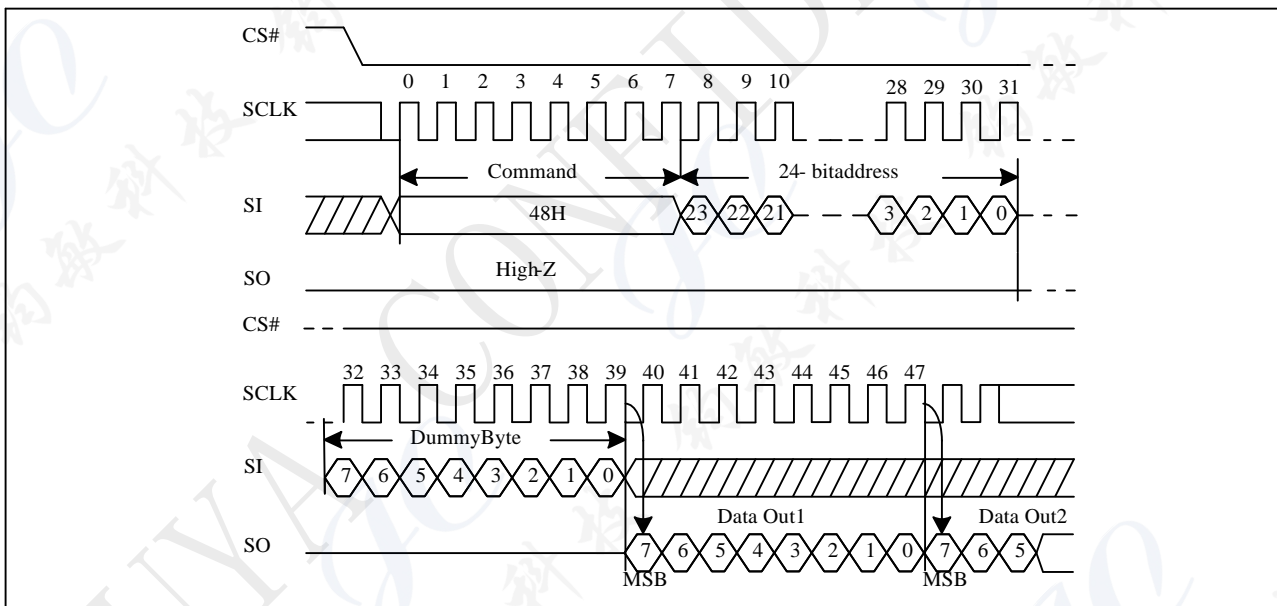 CS#
0 1 2 3 4 5 6 7 8 9 10 28 29 30 31
SCLK
Command 24- bitaddress
SI 48H 23 22 21 3 2 1 0
High-Z
SO
CS#
32 33 34 35 36 37 38 39 40 41 42 43 44 45 46 47
SCLK
DummyByte
SI 7 6 5 4 3 2 1 0
Data Out1 Data Out2
SO 7 6 5 4 3 2 1 0 7 6 5
MSB MSB